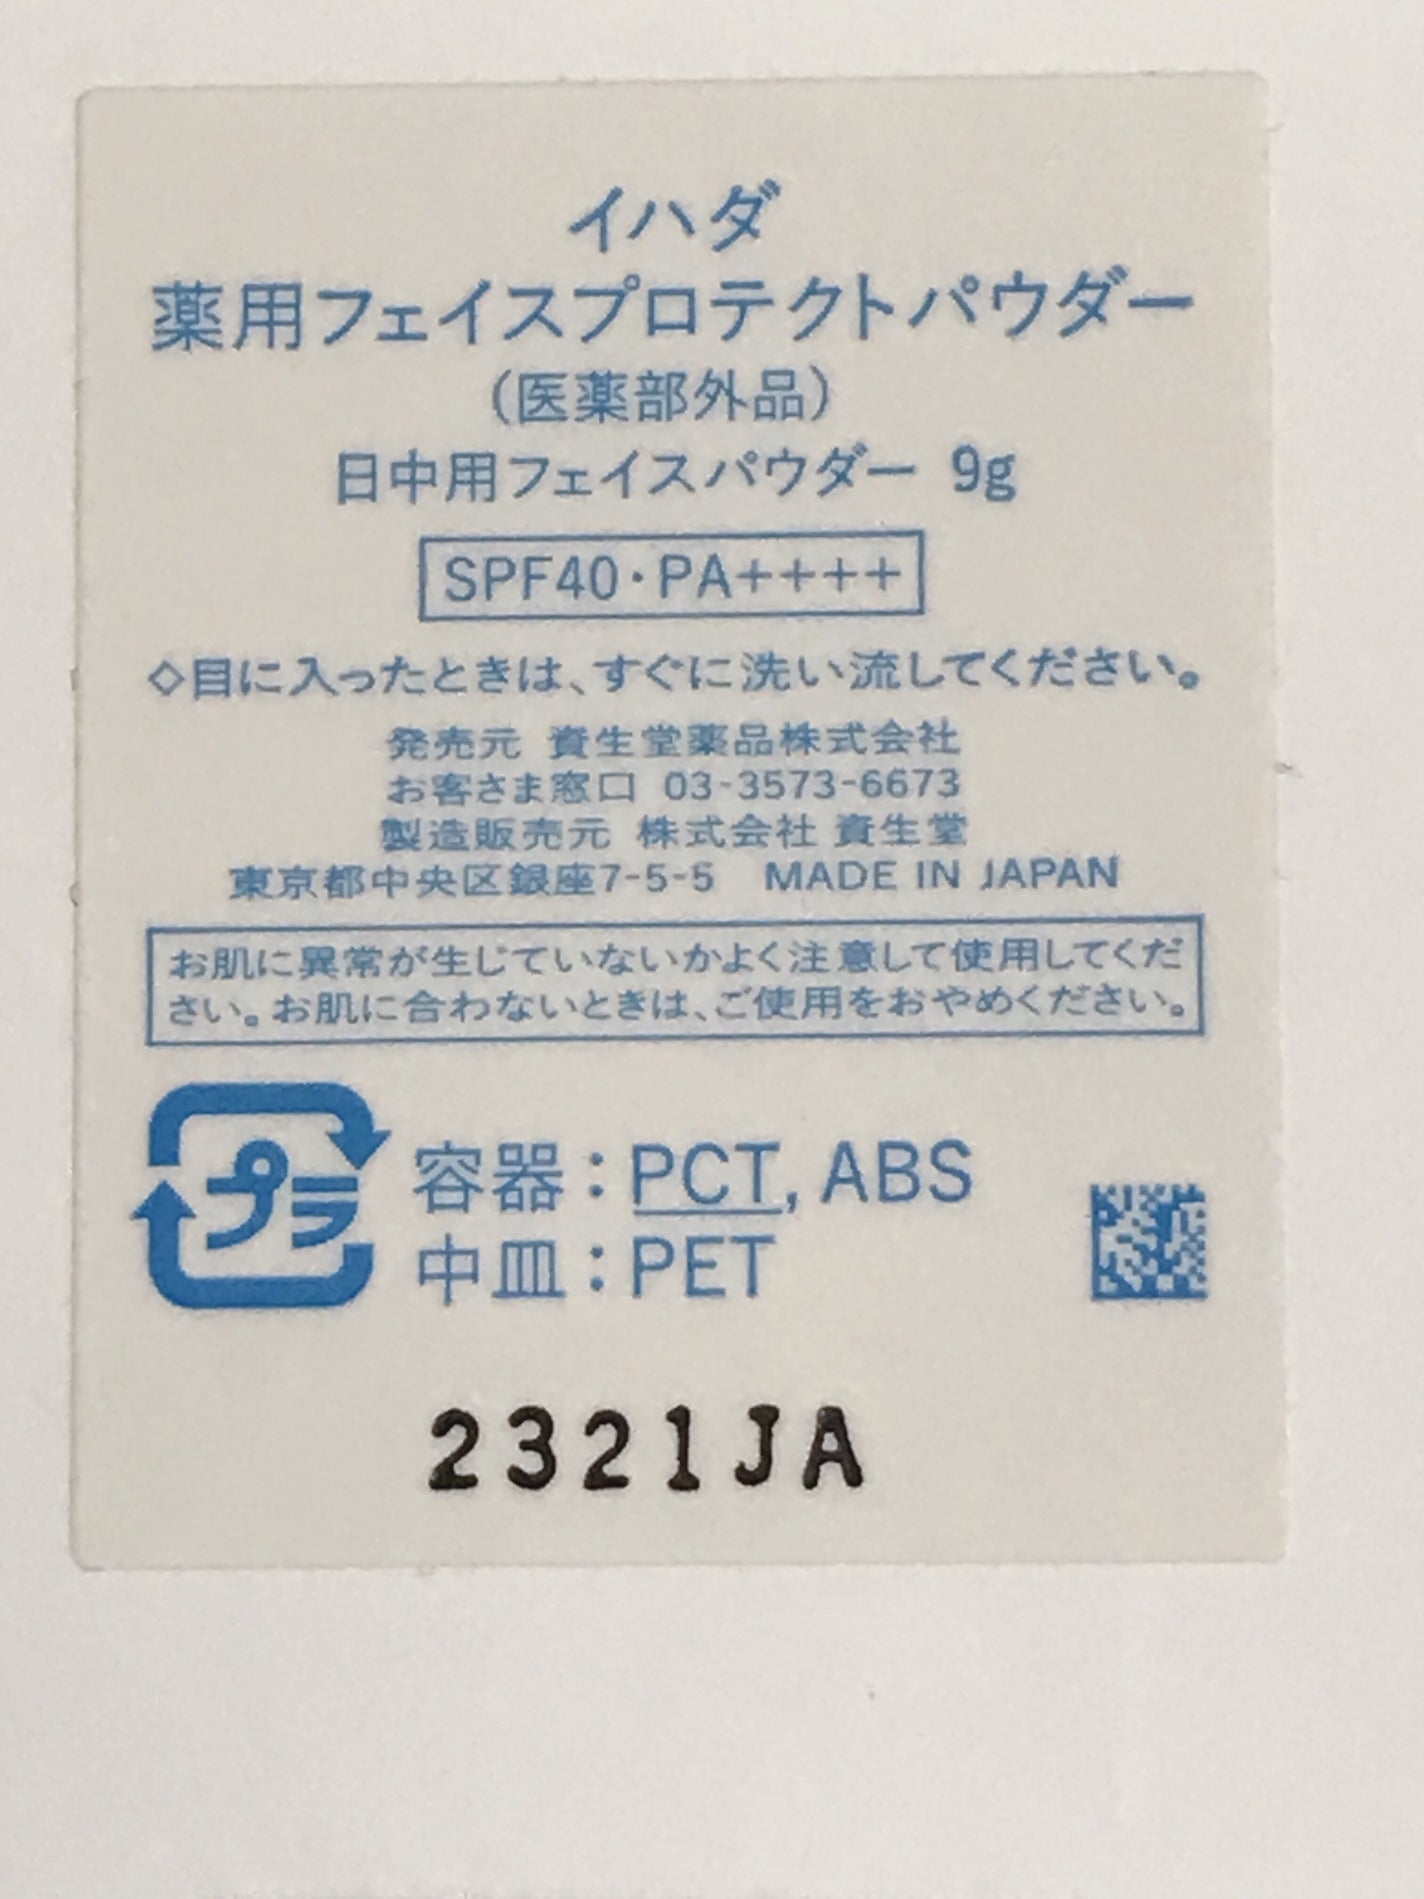 イハダ
薬用フェイスプロテクトパウダー
(医薬部外品)
日中用フェイスパウダー 9g
SPF40・PA++++
◇目に入ったときは、すぐに洗い流してください。
発売元 資生堂薬品株式会社
お客さま窓口 03-3573-6673
製造販売元 株式会社 資生堂
東京都中央区銀座7-5-5 MADE IN JAPAN
お肌に異常が生じていないかよく注意して使用してくだ
さい。お肌に合わないときは、ご使用をおやめください。
プラ
容器：PCT, ABS
中皿：PET
2321JA